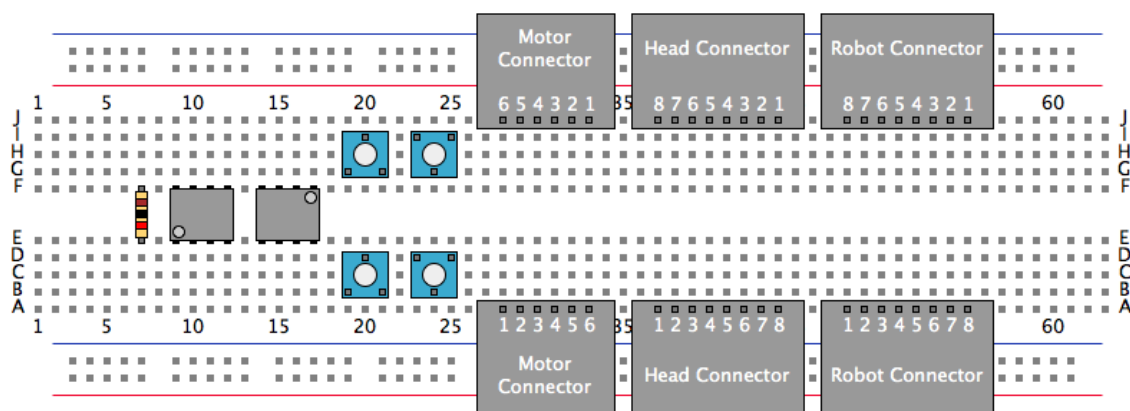 Motor
Connector
Head Connector
Robot Connector
1 5 10 15 20 25 35 60
6 5 4 3 2 1 8 7 6 5 4 3 2 1 8 7 6 5 4 3 2 1
J J
I I
H H
G G
F F
E E
D D
C C
B B
A A
1 5 10 15 20 25 35 60
1 2 3 4 5 6 1 2 3 4 5 6 7 8 1 2 3 4 5 6 7 8
Motor
Connector
Head Connector
Robot Connector